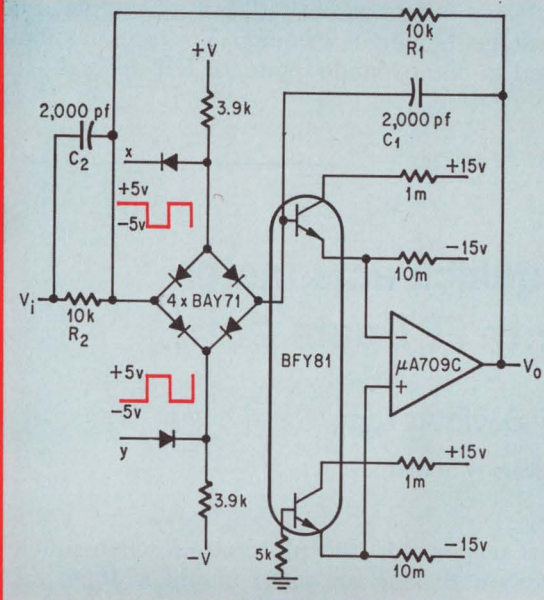 10k
R1
+V
3.9k
2,000 pf
C2
2,000 pf
C1
x
+5v
-5v
+15v
1m
-15v
10m
Vi
10k
R2
4 x BAY71
BFY81
−
+
μA709C
Vo
+5v
-5v
y
+15v
1m
3.9k
-V
5k
-15v
10m